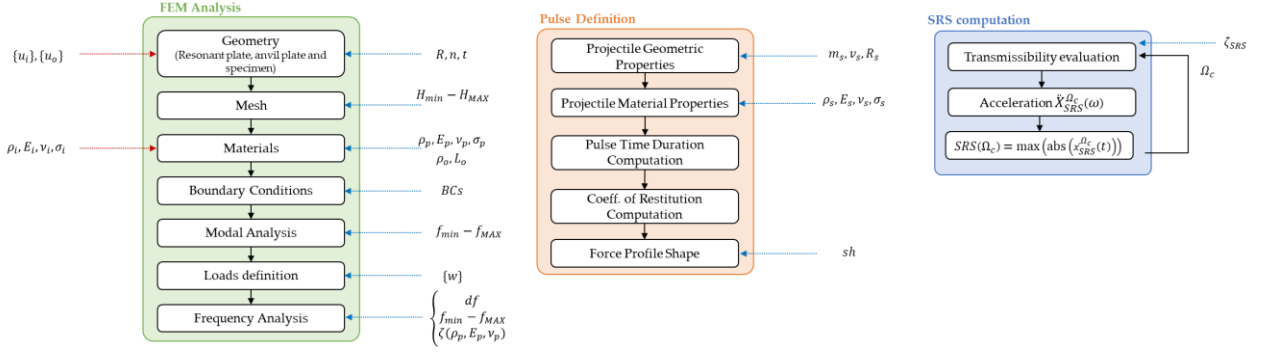 FEM Analysis
Geometry
(Resonant plate, anvil plate and
specimen)
{u_i},{u_o}
R, n, t
Mesh
H_min − H_MAX
Materials
ρ_i, E_i, ν_i, σ_i
ρ_p, E_p, ν_p, σ_p
ρ_o, L_o
Boundary Conditions
BCs
Modal Analysis
f_min − f_MAX
Loads definition
{w}
Frequency Analysis
df
f_min − f_MAX
ζ(ρ_p, E_p, ν_p)
Pulse Definition
Projectile Geometric
Properties
m_s, v_s, R_s
Projectile Material Properties
ρ_s, E_s, ν_s, σ_s
Pulse Time Duration
Computation
Coeff. of Restitution
Computation
Force Profile Shape
sh
SRS computation
Transmissibility evaluation
ζ_SRS
Ω_c
Acceleration Ẍ_SRS^Ω_c(ω)
SRS(Ω_c) = max(abs(x_SRS^Ω_c(t)))